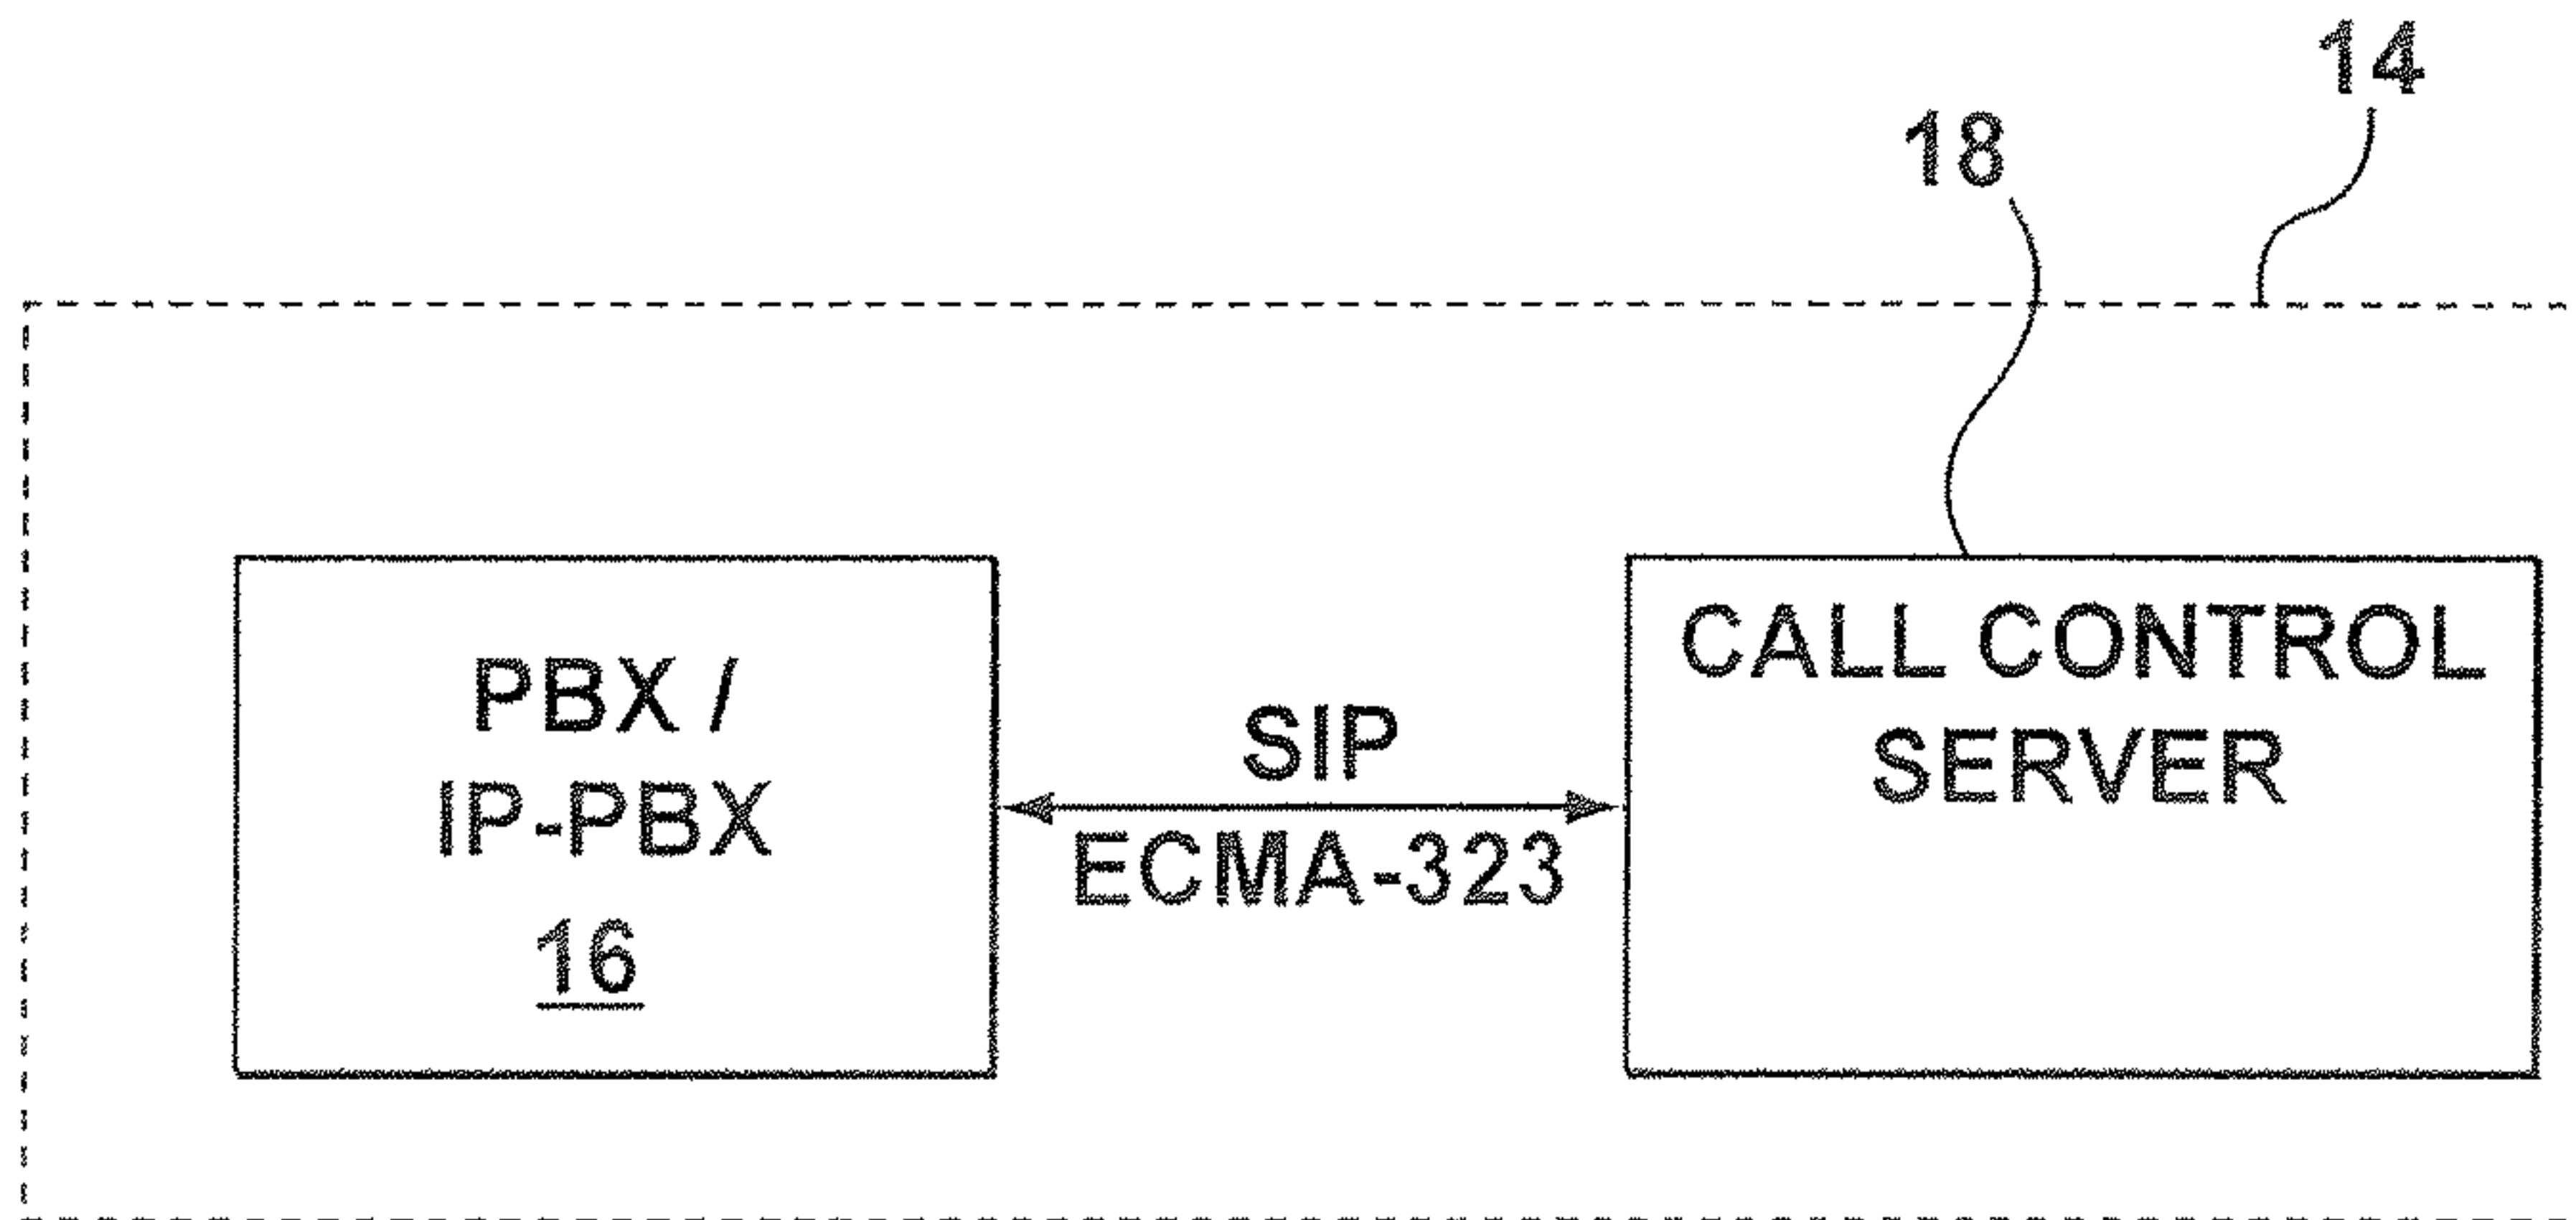 14
18
PBX /
IP-PBX
16
SIP
ECMA-323
CALL CONTROL
SERVER